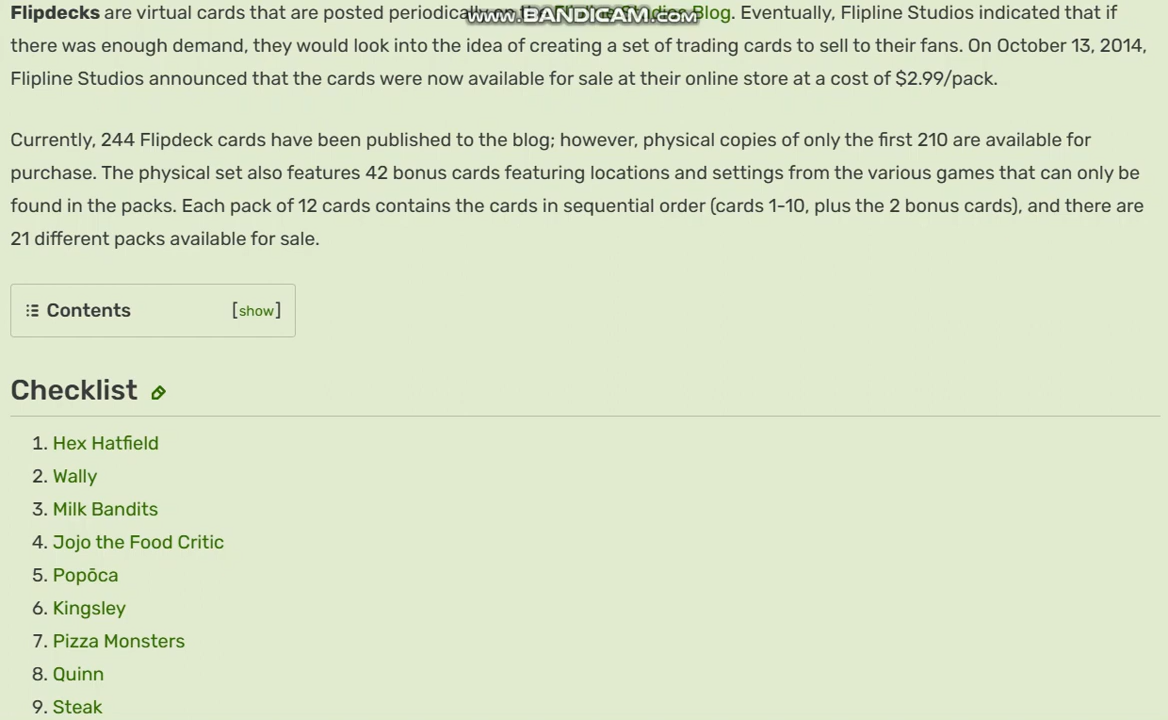 Flipdecks are virtual cards that are posted periodically on the Flipline Studios Blog. Eventually, Flipline Studios indicated that if
www.BANDICAM.com
there was enough demand, they would look into the idea of creating a set of trading cards to sell to their fans. On October 13, 2014,
Flipline Studios announced that the cards were now available for sale at their online store at a cost of $2.99/pack.
Currently, 244 Flipdeck cards have been published to the blog; however, physical copies of only the first 210 are available for
purchase. The physical set also features 42 bonus cards featuring locations and settings from the various games that can only be
found in the packs. Each pack of 12 cards contains the cards in sequential order (cards 1-10, plus the 2 bonus cards), and there are
21 different packs available for sale.
Contents [show]
Checklist
1. Hex Hatfield
2. Wally
3. Milk Bandits
4. Jojo the Food Critic
5. Popōca
6. Kingsley
7. Pizza Monsters
8. Quinn
9. Steak